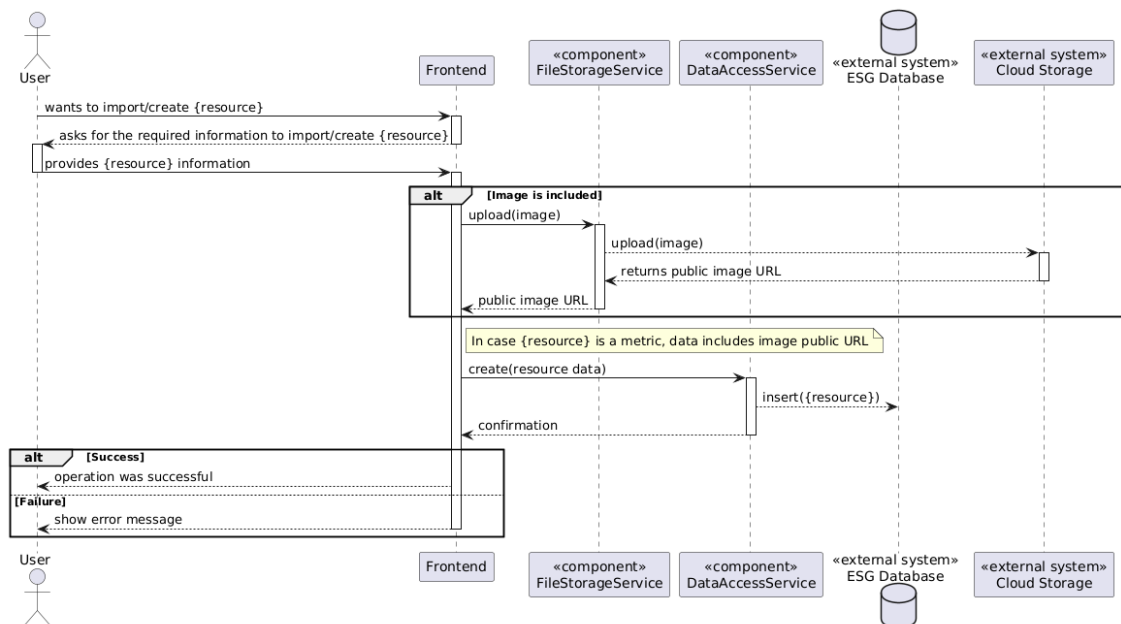 User
Frontend
«component»
FileStorageService
«component»
DataAccessService
«external system»
ESG Database
«external system»
Cloud Storage
wants to import/create {resource}
asks for the required information to import/create {resource}
provides {resource} information
alt [Image is included]
upload(image)
upload(image)
returns public image URL
public image URL
In case {resource} is a metric, data includes image public URL
create(resource data)
insert({resource})
confirmation
alt [Success]
operation was successful
[Failure]
show error message
User
Frontend
«component»
FileStorageService
«component»
DataAccessService
«external system»
ESG Database
«external system»
Cloud Storage